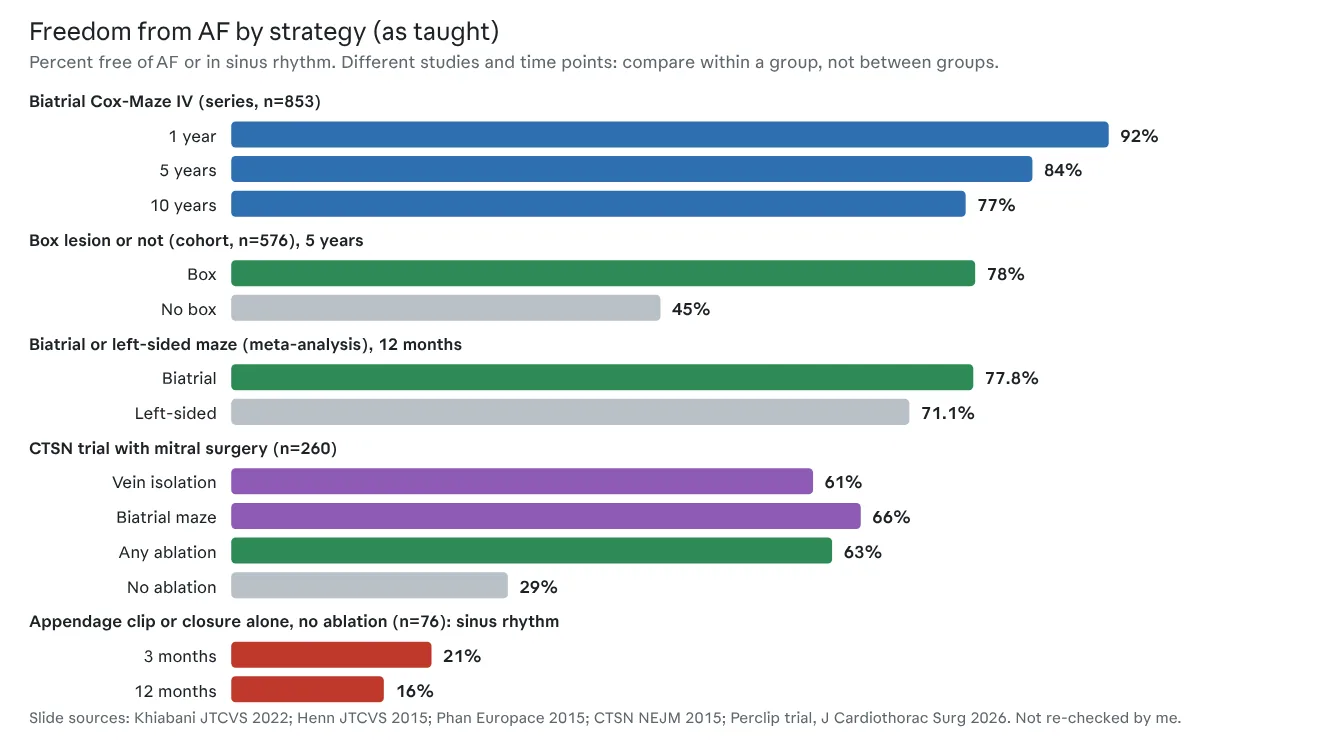 Freedom from AF by strategy (as taught)
Percent free of AF or in sinus rhythm. Different studies and time points: compare within a group, not between groups.
Biatrial Cox-Maze IV (series, n=853)
1 year 92%
5 years 84%
10 years 77%
Box lesion or not (cohort, n=576), 5 years
Box 78%
No box 45%
Biatrial or left-sided maze (meta-analysis), 12 months
Biatrial 77.8%
Left-sided 71.1%
CTSN trial with mitral surgery (n=260)
Vein isolation 61%
Biatrial maze 66%
Any ablation 63%
No ablation 29%
Appendage clip or closure alone, no ablation (n=76): sinus rhythm
3 months 21%
12 months 16%
Slide sources: Khiabani JTCVS 2022; Henn JTCVS 2015; Phan Europace 2015; CTSN NEJM 2015; Perclip trial, J Cardiothorac Surg 2026. Not re-checked by me.